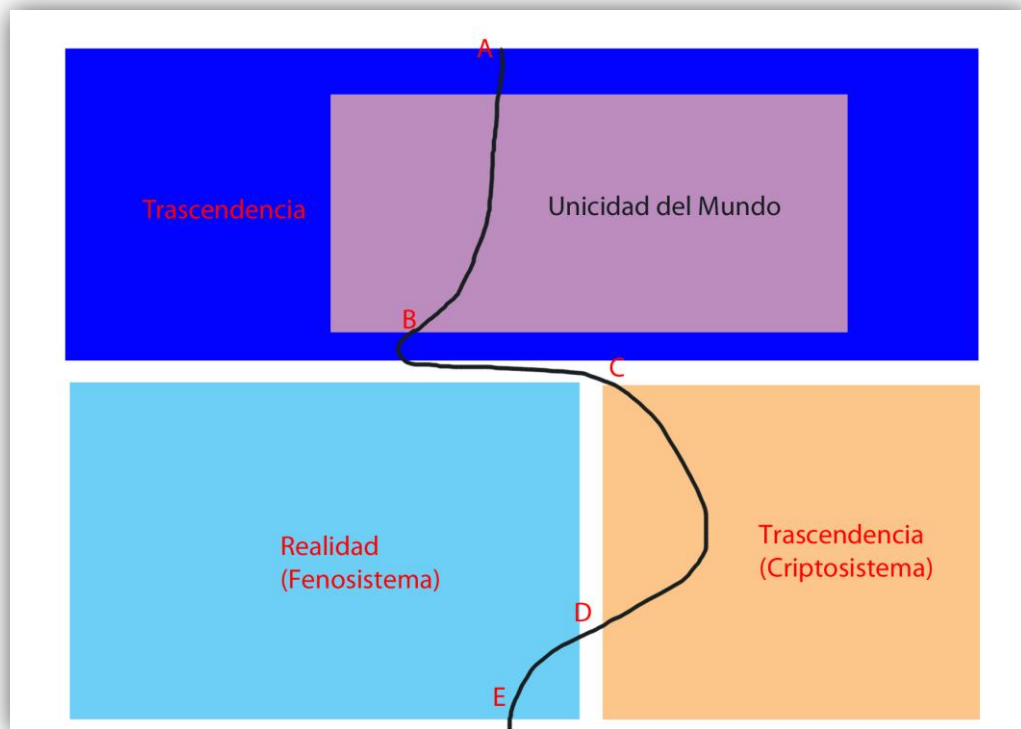 A
Trascendencia
Unicidad del Mundo
B
C
Realidad
(Fenosistema)
Trascendencia
(Criptosistema)
D
E